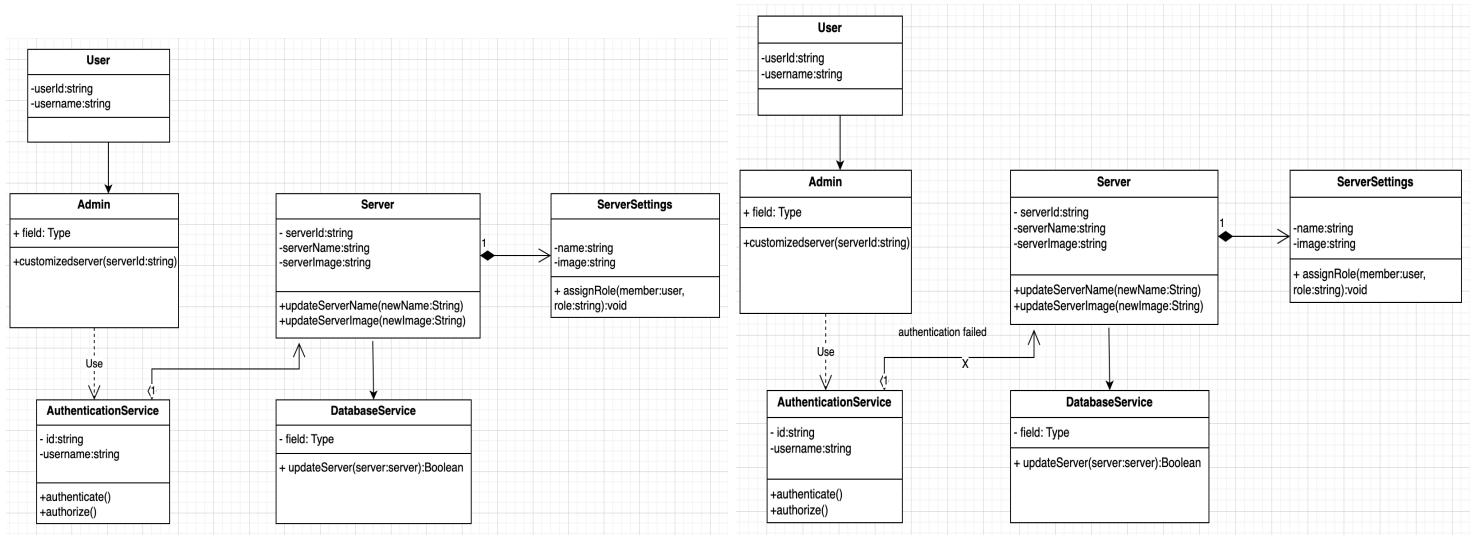 User
-userId:string
-username:string
Admin
+ field: Type
+customizedserver(serverId:string)
Server
- serverId:string
-serverName:string
-serverImage:string
+updateServerName(newName:String)
+updateServerImage(newImage:String)
1
ServerSettings
-name:string
-image:string
+ assignRole(member:user,
role:string):void
Use
1
AuthenticationService
- id:string
-username:string
+authenticate()
+authorize()
DatabaseService
- field: Type
+ updateServer(server:server):Boolean
User
-userId:string
-username:string
Admin
+ field: Type
+customizedserver(serverId:string)
Server
- serverId:string
-serverName:string
-serverImage:string
+updateServerName(newName:String)
+updateServerImage(newImage:String)
1
ServerSettings
-name:string
-image:string
+ assignRole(member:user,
role:string):void
authentication failed
Use
X
1
AuthenticationService
- id:string
-username:string
+authenticate()
+authorize()
DatabaseService
- field: Type
+ updateServer(server:server):Boolean